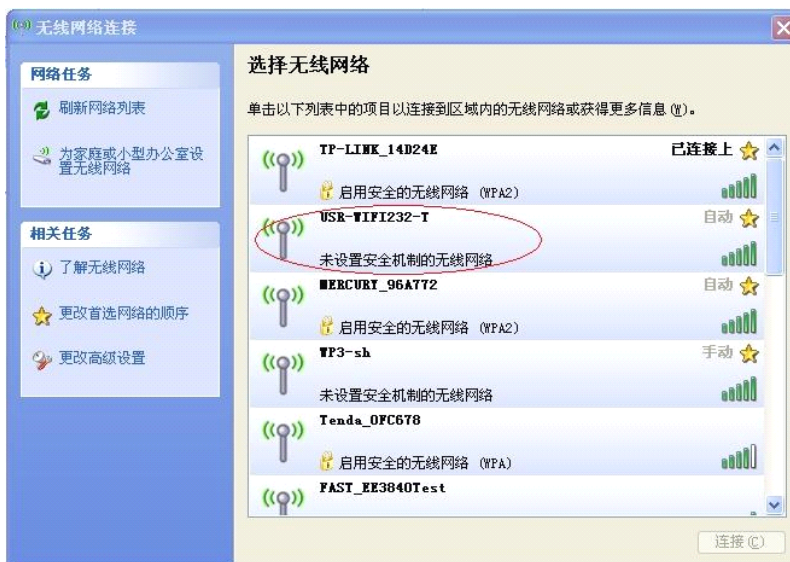 无线网络连接
网络任务
刷新网络列表
为家庭或小型办公室设
置无线网络
相关任务
了解无线网络
更改首选网络的顺序
更改高级设置
选择无线网络
单击以下列表中的项目以连接到区域内的无线网络或获得更多信息(W)。
TP-LINK_14D24E 已连接上
启用安全的无线网络 (WPA2)
USR-WIFI232-T 自动
未设置安全机制的无线网络
MERCURY_96A772 自动
启用安全的无线网络 (WPA2)
WP3-sh 手动
未设置安全机制的无线网络
Tenda_0FC678
启用安全的无线网络 (WPA)
FAST_EE3840Test
连接(C)